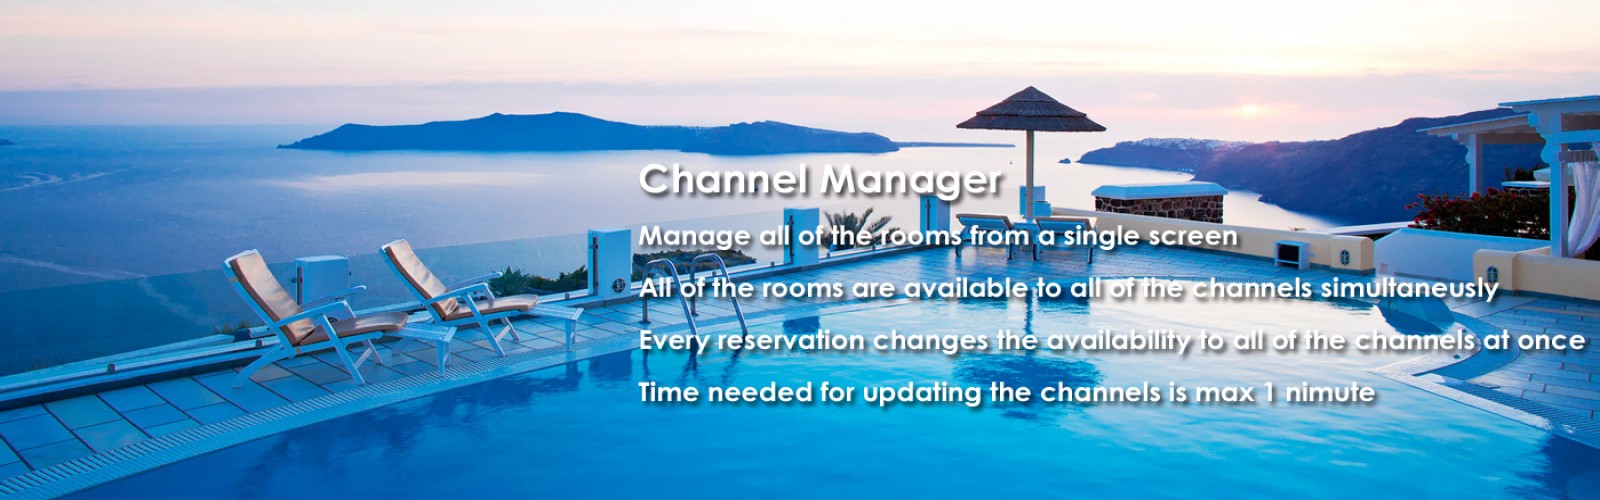 Channel Manager
Manage all of the rooms from a single screen
All of the rooms are available to all of the channels simultaneusly
Every reservation changes the availability to all of the channels at once
Time needed for updating the channels is max 1 nimute